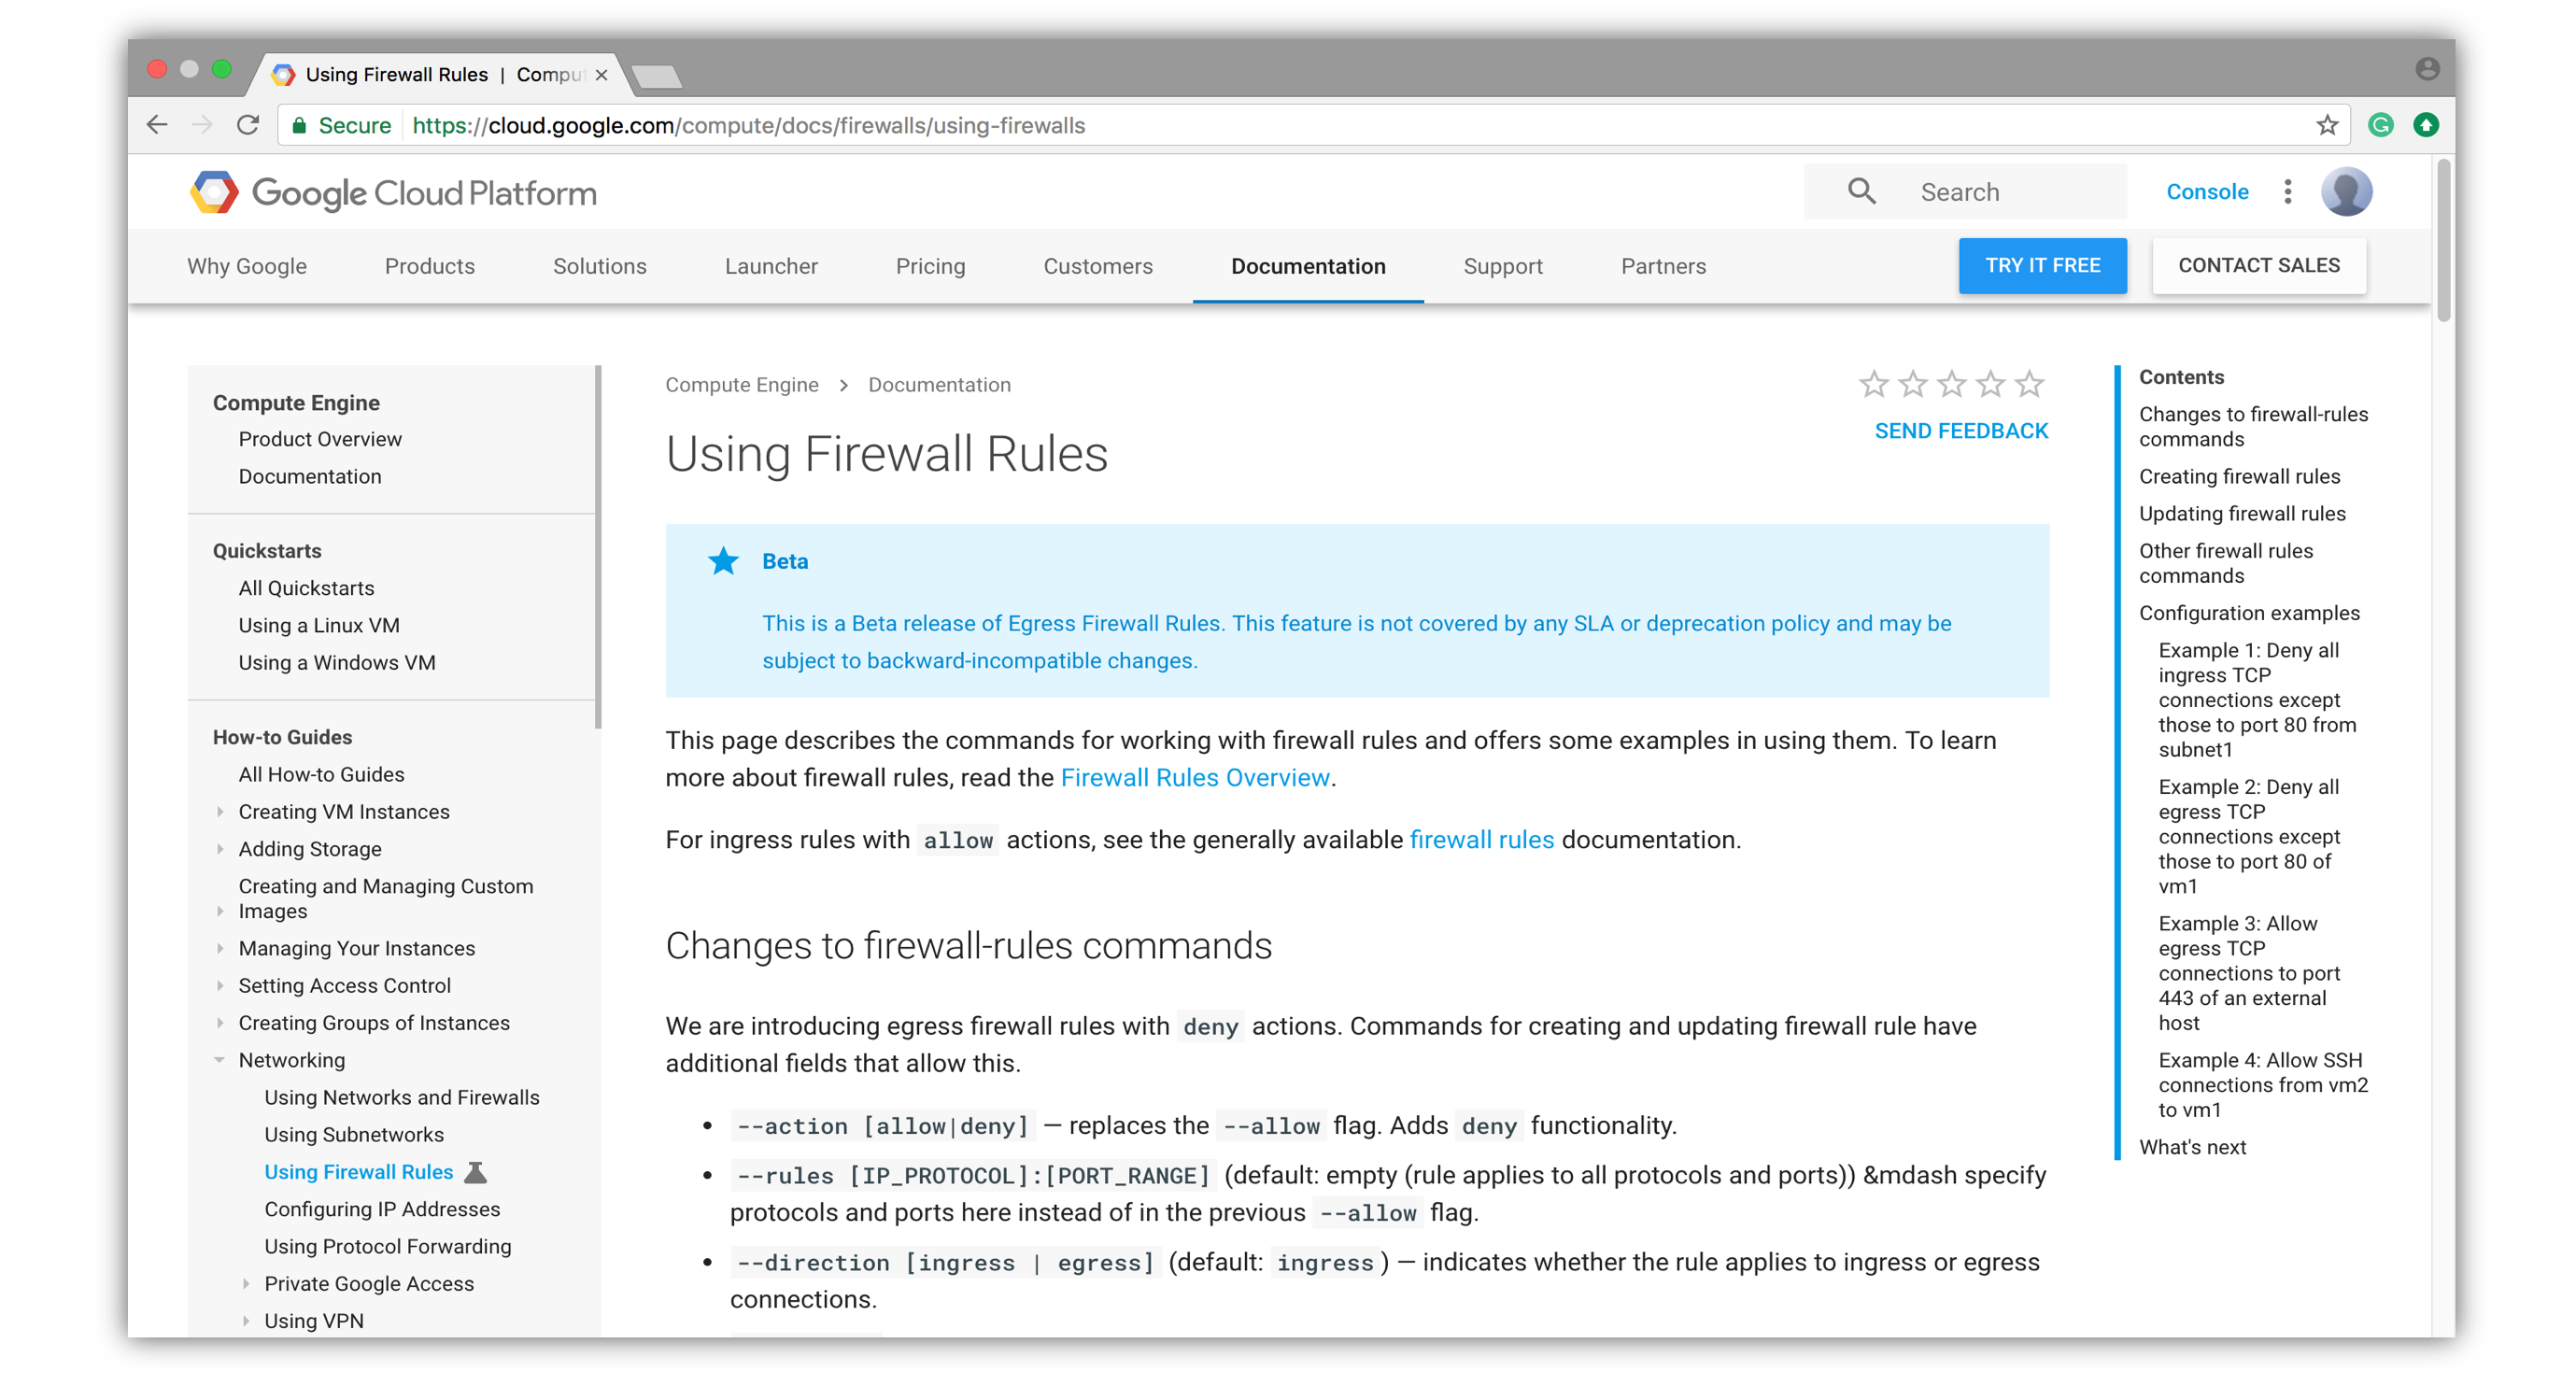 Using Firewall Rules | Compu
Secure https://cloud.google.com/compute/docs/firewalls/using-firewalls
Google Cloud Platform
Search
Console
Why Google
Products
Solutions
Launcher
Pricing
Customers
Documentation
Support
Partners
TRY IT FREE
CONTACT SALES
Compute Engine
Product Overview
Documentation
Quickstarts
All Quickstarts
Using a Linux VM
Using a Windows VM
How-to Guides
All How-to Guides
Creating VM Instances
Adding Storage
Creating and Managing Custom
Images
Managing Your Instances
Setting Access Control
Creating Groups of Instances
Networking
Using Networks and Firewalls
Using Subnetworks
Using Firewall Rules
Configuring IP Addresses
Using Protocol Forwarding
Private Google Access
Using VPN
Compute Engine > Documentation
SEND FEEDBACK
Using Firewall Rules
Beta
This is a Beta release of Egress Firewall Rules. This feature is not covered by any SLA or deprecation policy and may be
subject to backward-incompatible changes.
This page describes the commands for working with firewall rules and offers some examples in using them. To learn
more about firewall rules, read the Firewall Rules Overview.
For ingress rules with allow actions, see the generally available firewall rules documentation.
Changes to firewall-rules commands
We are introducing egress firewall rules with deny actions. Commands for creating and updating firewall rule have
additional fields that allow this.
• --action [allow|deny] — replaces the --allow flag. Adds deny functionality.
• --rules [IP_PROTOCOL]:[PORT_RANGE] (default: empty (rule applies to all protocols and ports)) &mdash specify
protocols and ports here instead of in the previous --allow flag.
• --direction [ingress | egress] (default: ingress) — indicates whether the rule applies to ingress or egress
connections.
Contents
Changes to firewall-rules
commands
Creating firewall rules
Updating firewall rules
Other firewall rules
commands
Configuration examples
Example 1: Deny all
ingress TCP
connections except
those to port 80 from
subnet1
Example 2: Deny all
egress TCP
connections except
those to port 80 of
vm1
Example 3: Allow
egress TCP
connections to port
443 of an external
host
Example 4: Allow SSH
connections from vm2
to vm1
What's next